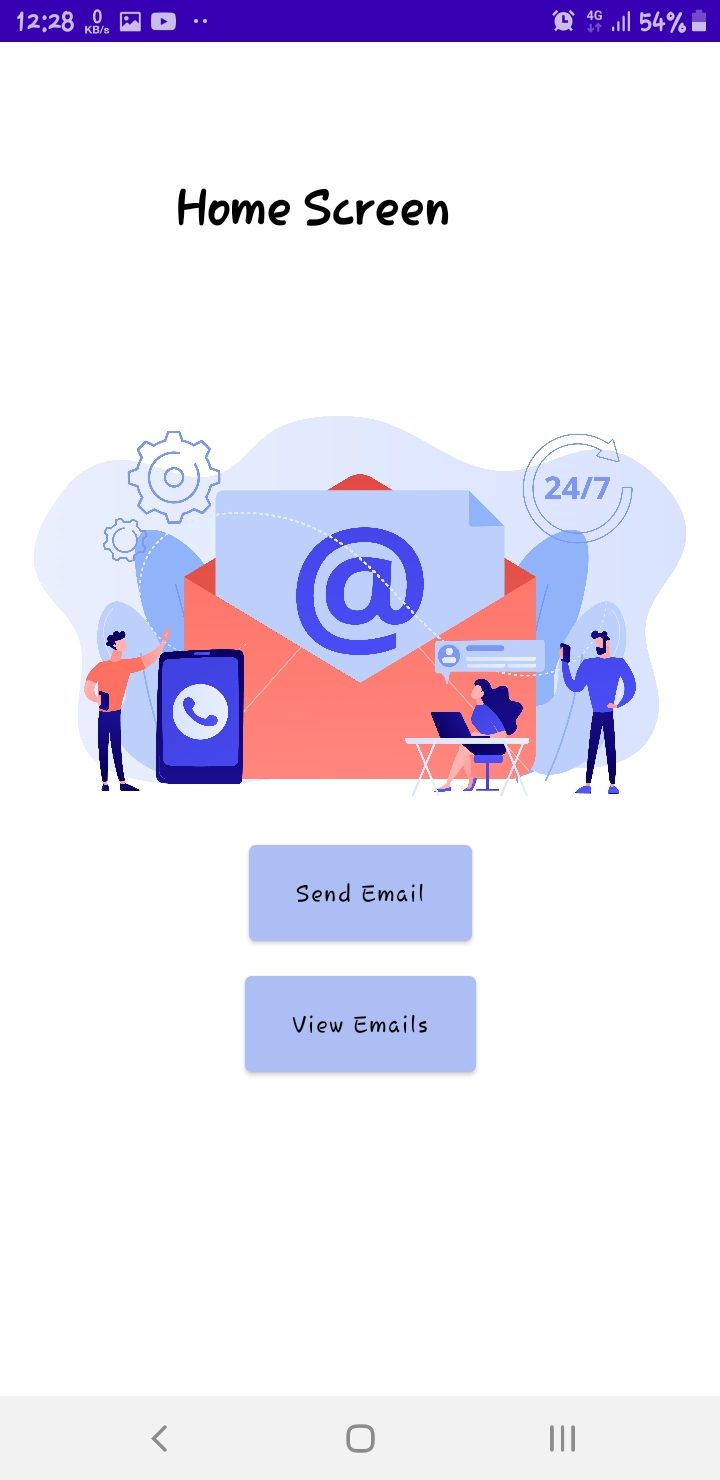 12:28 0 KB/s 4G 54%
Home Screen
24/7
@
Send Email
View Emails